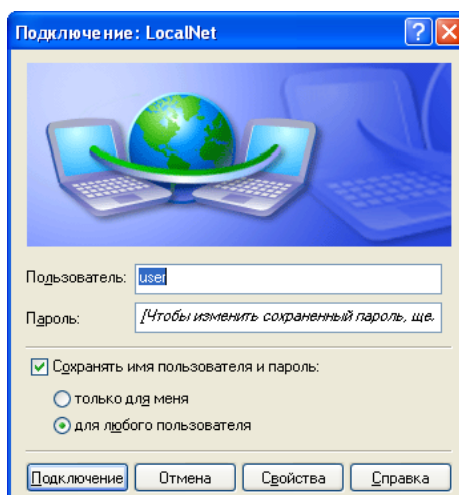 Подключение: LocalNet
Пользователь: user
Пароль: [Чтобы изменить сохраненный пароль, ще.
Сохранять имя пользователя и пароль:
только для меня
для любого пользователя
Подключение Отмена Свойства Справка